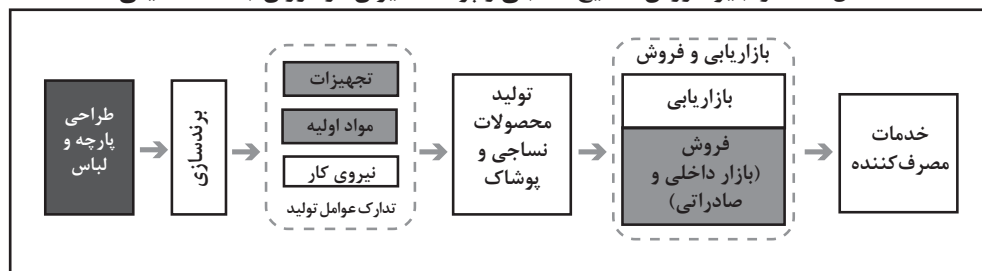 طراحی
پارچه و
لباس
برندسازی
تجهیزات
مواد اولیه
نیروی کار
تدارک عوامل تولید
تولید
محصولات
نساجی و
پوشاک
بازاریابی و فروش
بازاریابی
فروش
(بازار داخلی و
صادراتی)
خدمات
مصرف‌کننده